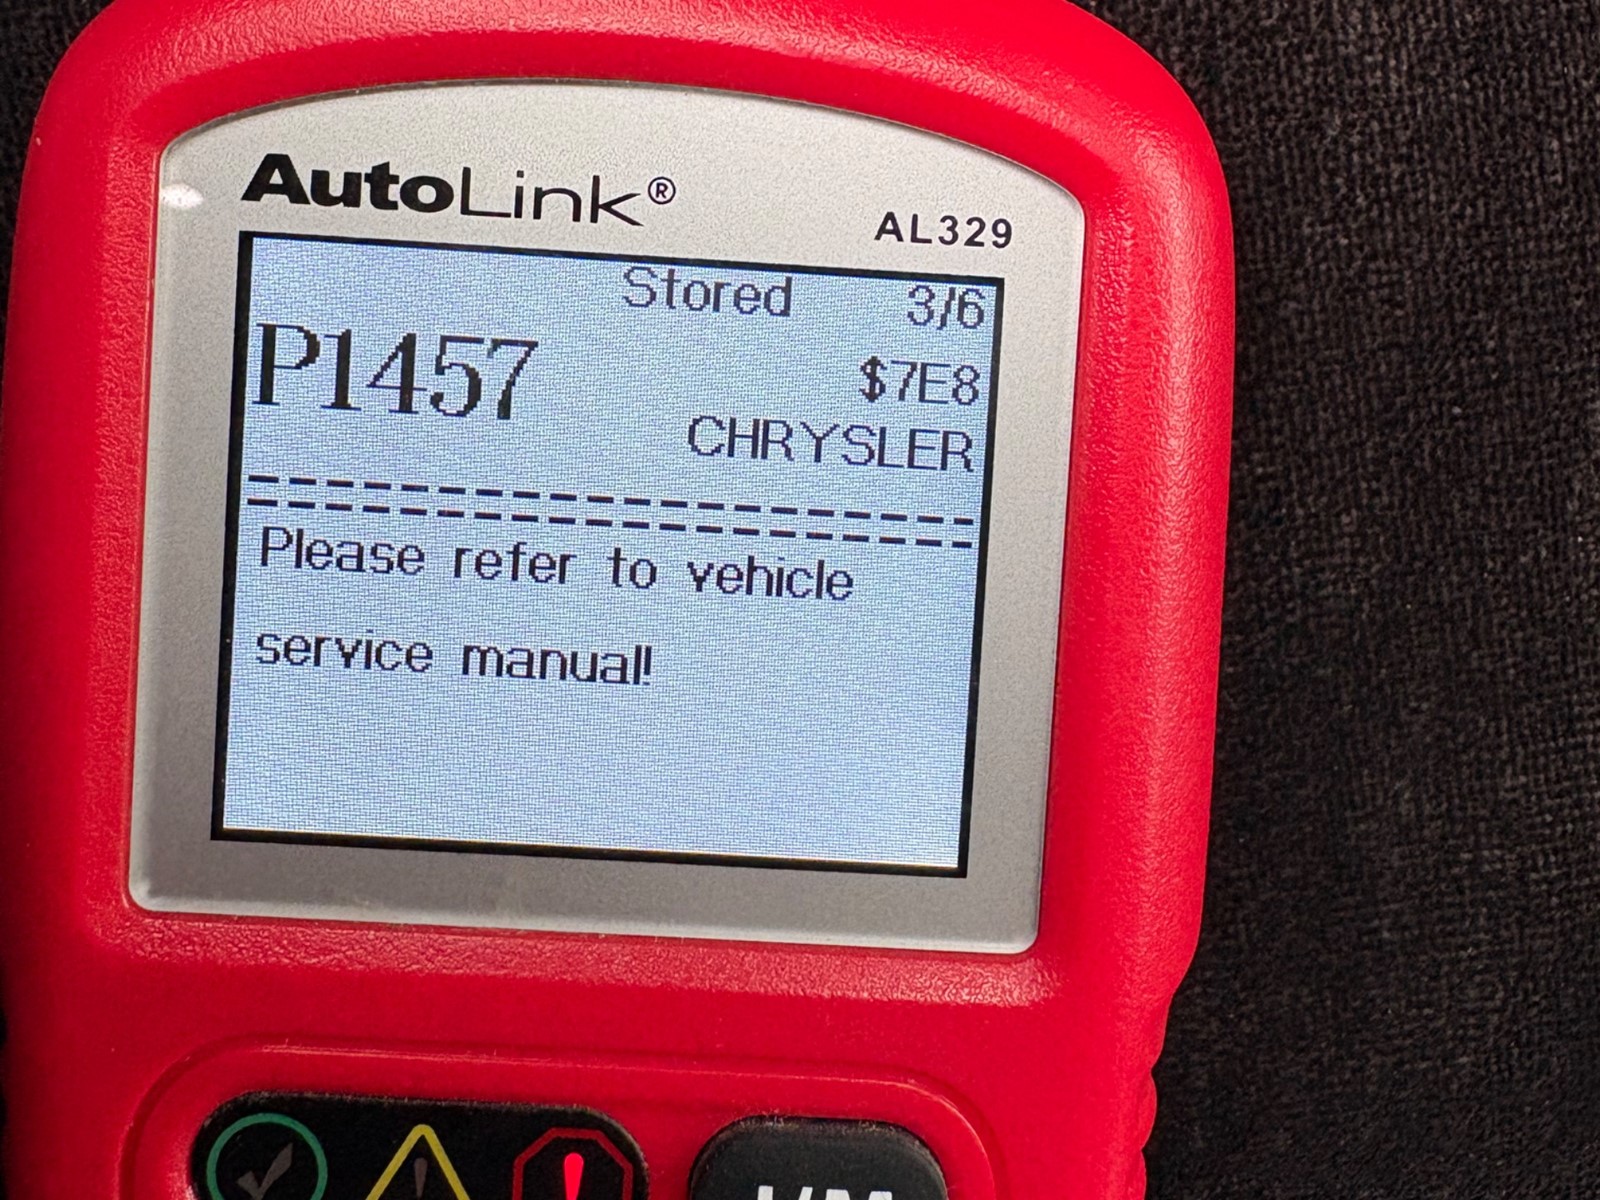 AutoLink®
AL329
Stored 3/6
P1457
$7E8
CHRYSLER
Please refer to vehicle
service manual!
I/M